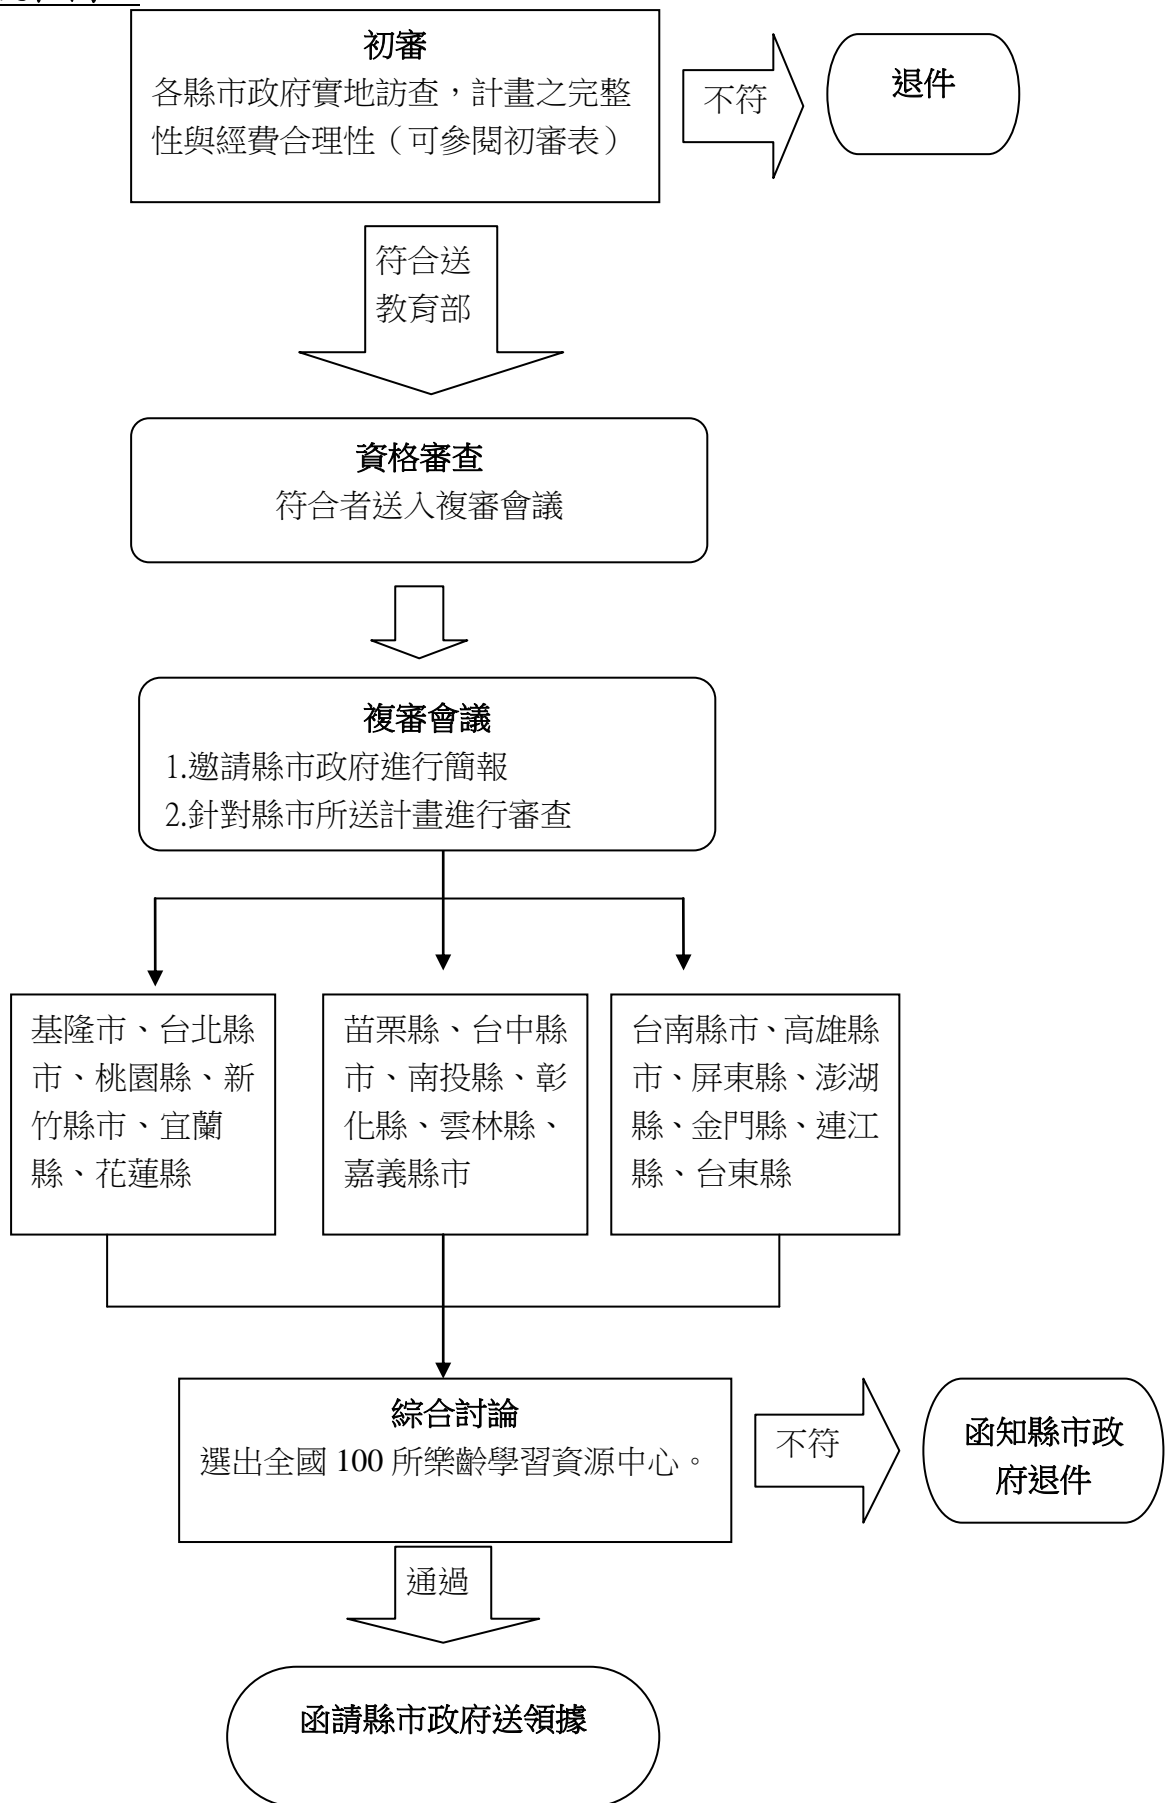 初審
各縣市政府實地訪查，計畫之完整
性與經費合理性（可參閱初審表）
不符
退件
符合送
教育部
資格審查
符合者送入複審會議
複審會議
1.邀請縣市政府進行簡報
2.針對縣市所送計畫進行審查
基隆市、台北縣
市、桃園縣、新
竹縣市、宜蘭
縣、花蓮縣
苗栗縣、台中縣
市、南投縣、彰
化縣、雲林縣、
嘉義縣市
台南縣市、高雄縣
市、屏東縣、澎湖
縣、金門縣、連江
縣、台東縣
綜合討論
選出全國 100 所樂齡學習資源中心。
不符
函知縣市政
府退件
通過
函請縣市政府送領據